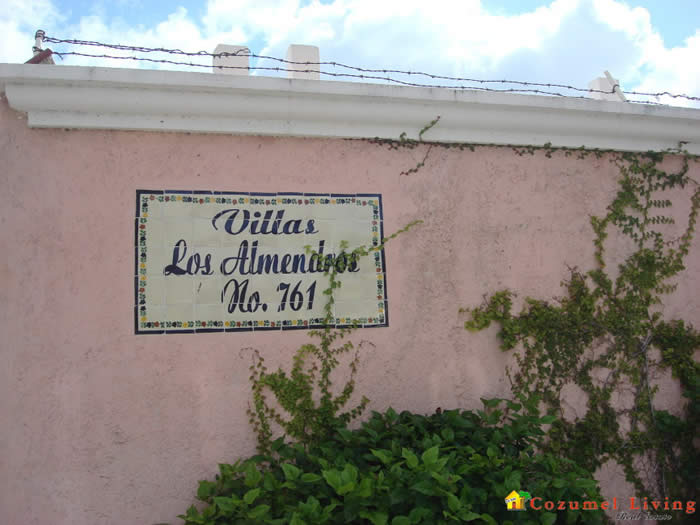 Villas
Los Almendros
No. 761
Cozumel Living